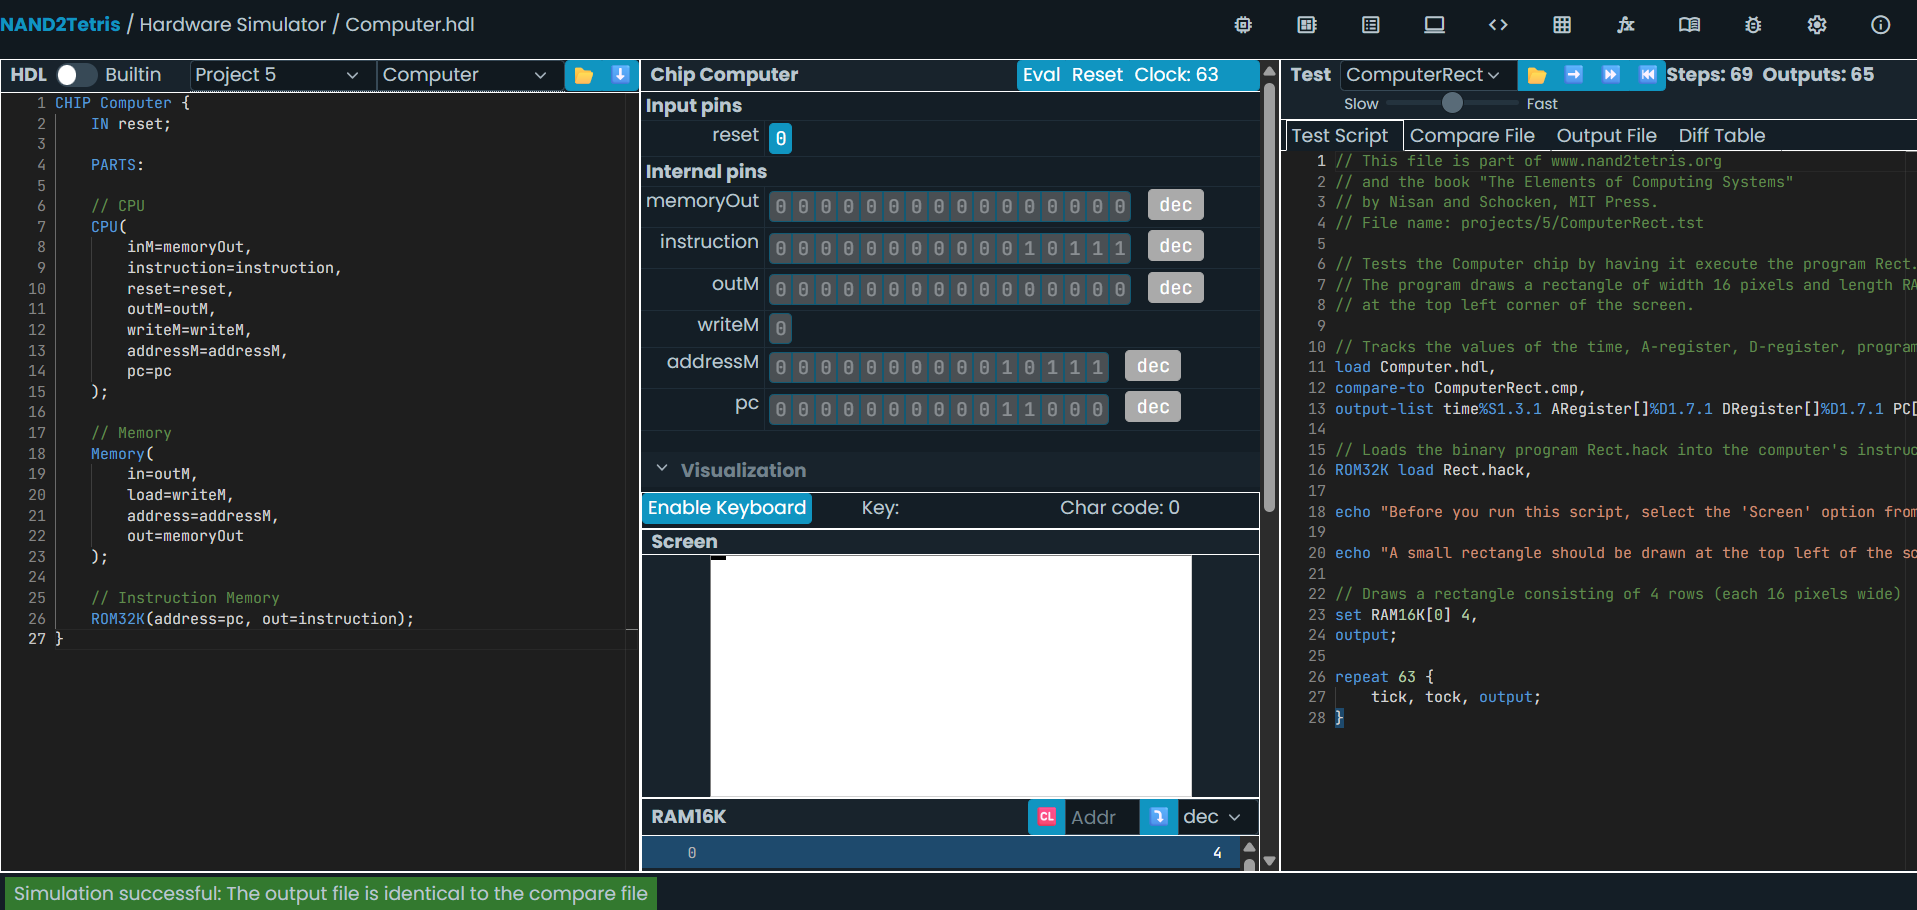 NAND2Tetris / Hardware Simulator / Computer.hdl
HDL Builtin Project 5 Computer
1 CHIP Computer {
2 IN reset;
3
4 PARTS:
5
6 // CPU
7 CPU(
8 inM=memoryOut,
9 instruction=instruction,
10 reset=reset,
11 outM=outM,
12 writeM=writeM,
13 addressM=addressM,
14 pc=pc
15 );
16
17 // Memory
18 Memory(
19 in=outM,
20 load=writeM,
21 address=addressM,
22 out=memoryOut
23 );
24
25 // Instruction Memory
26 ROM32K(address=pc, out=instruction);
27 }
Chip Computer Eval Reset Clock: 63
Input pins
reset 0
Internal pins
memoryOut 0 0 0 0 0 0 0 0 0 0 0 0 0 0 0 0 dec
instruction 0 0 0 0 0 0 0 0 0 0 0 1 0 1 1 1 dec
outM 0 0 0 0 0 0 0 0 0 0 0 0 0 0 0 0 dec
writeM 0
addressM 0 0 0 0 0 0 0 0 0 0 1 0 1 1 1 dec
pc 0 0 0 0 0 0 0 0 0 0 1 1 0 0 0 dec
Visualization
Enable Keyboard Key: Char code: 0
Screen
RAM16K CL Addr dec
0 4
Test ComputerRect Steps: 69 Outputs: 65
Slow Fast
Test Script Compare File Output File Diff Table
1 // This file is part of www.nand2tetris.org
2 // and the book "The Elements of Computing Systems"
3 // by Nisan and Schocken, MIT Press.
4 // File name: projects/5/ComputerRect.tst
5
6 // Tests the Computer chip by having it execute the program Rect.
7 // The program draws a rectangle of width 16 pixels and length RA
8 // at the top left corner of the screen.
9
10 // Tracks the values of the time, A-register, D-register, program
11 load Computer.hdl,
12 compare-to ComputerRect.cmp,
13 output-list time%S1.3.1 ARegister[]%D1.7.1 DRegister[]%D1.7.1 PC[
14
15 // Loads the binary program Rect.hack into the computer's instruc
16 ROM32K load Rect.hack,
17
18 echo "Before you run this script, select the 'Screen' option from
19
20 echo "A small rectangle should be drawn at the top left of the sc
21
22 // Draws a rectangle consisting of 4 rows (each 16 pixels wide)
23 set RAM16K[0] 4,
24 output;
25
26 repeat 63 {
27 tick, tock, output;
28 }
Simulation successful: The output file is identical to the compare file